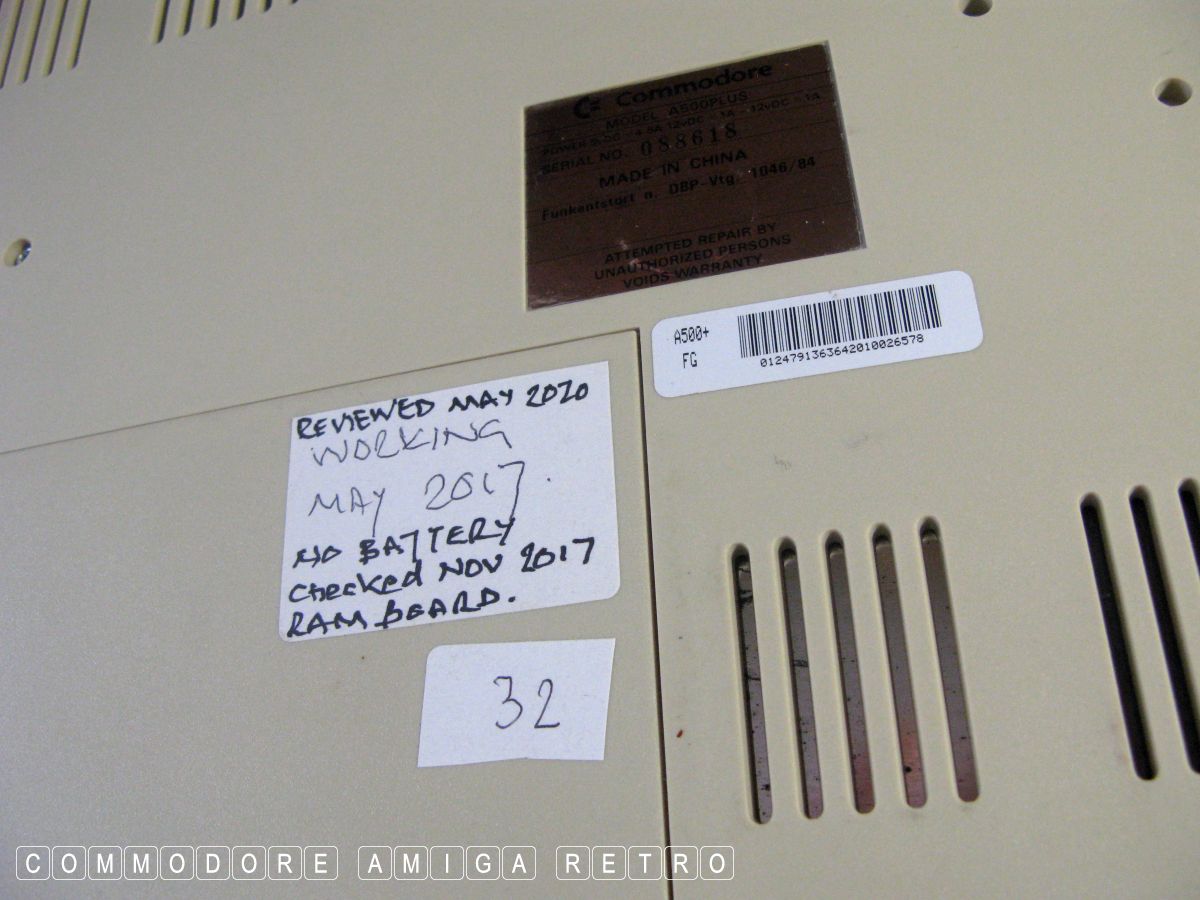 Commodore
MODEL A500PLUS
SERIAL NO. 088618
MADE IN CHINA
Funkentstört n. DBP-Vtg. 1046/84
ATTEMPTED REPAIR BY
UNAUTHORIZED PERSONS
VOIDS WARRANTY
A500+
FG
0124791363642010026578
REVIEWED MAY 2020
WORKING
MAY 2017.
NO BATTERY
Checked NOV 2017
RAM BOARD.
32
COMMODORE AMIGA RETRO